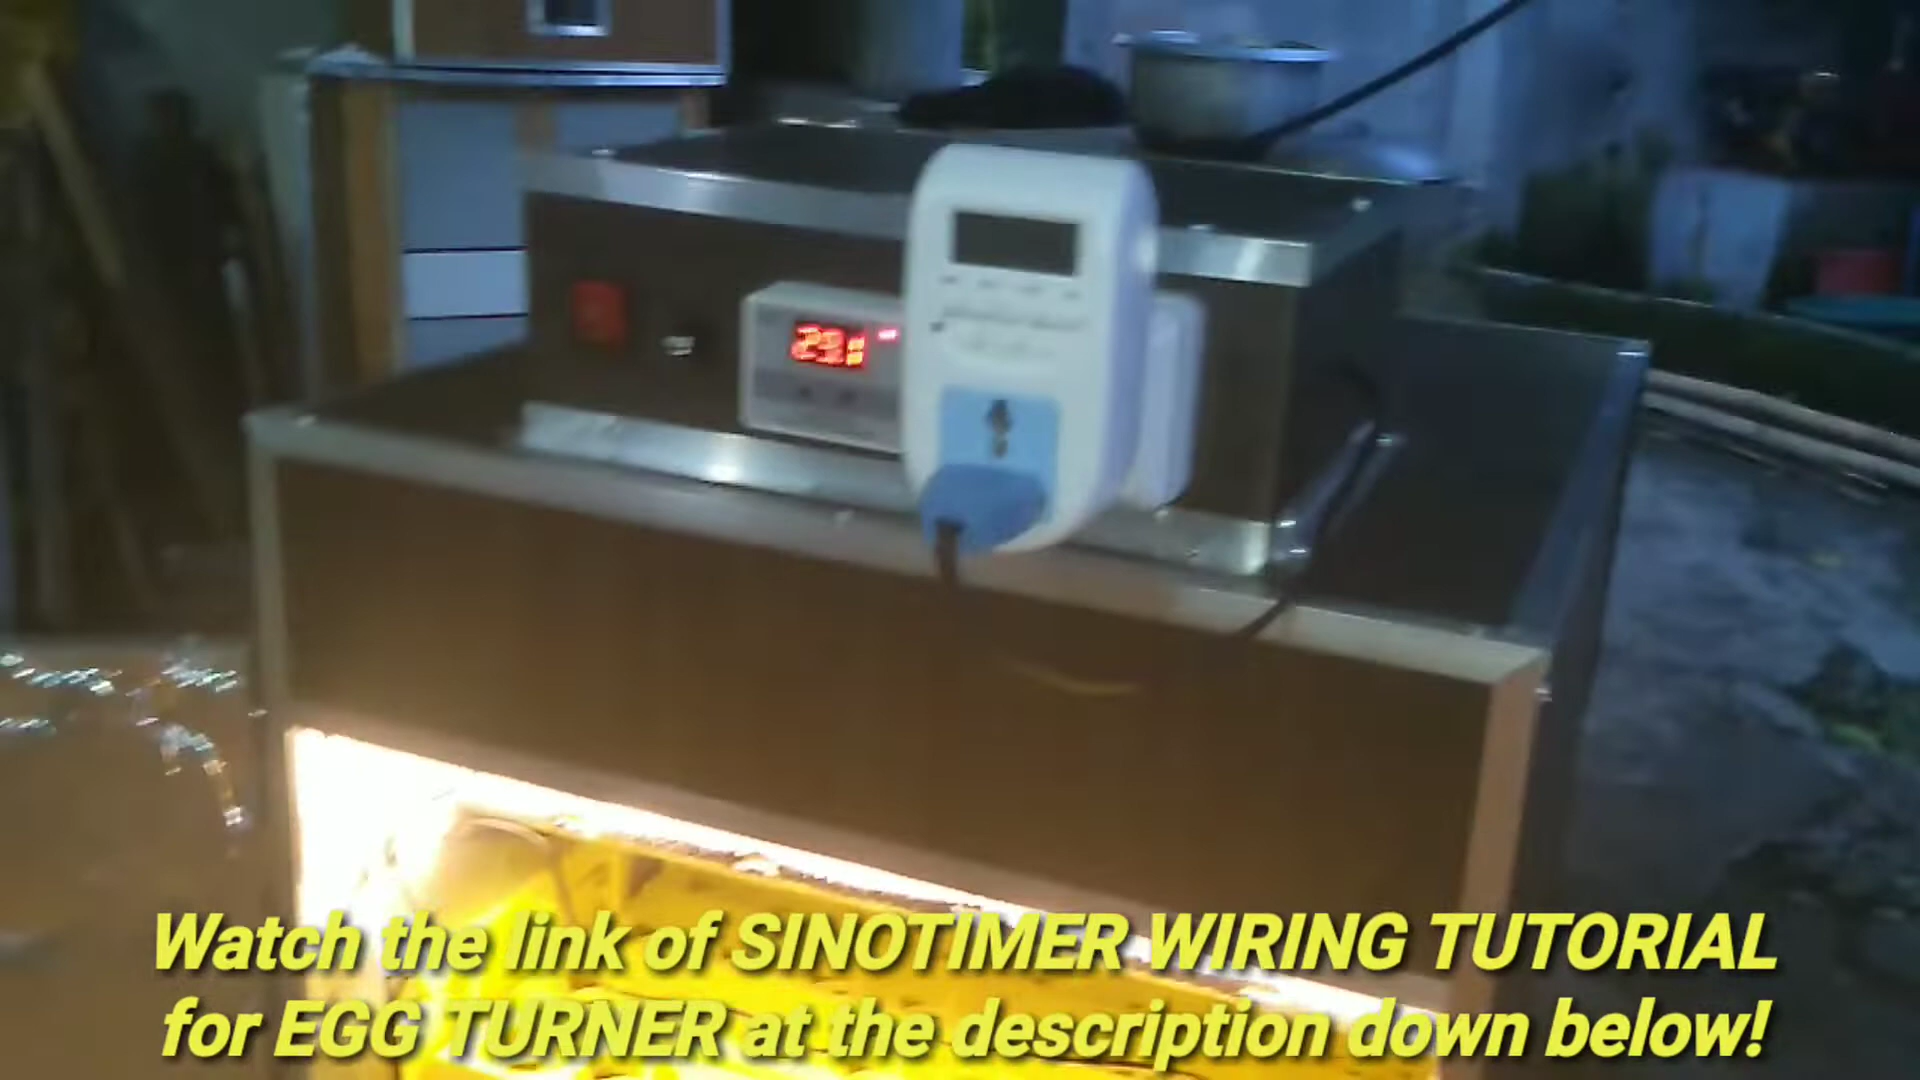 Watch the link of SINOTIMER WIRING TUTORIAL
for EGG TURNER at the description down below!